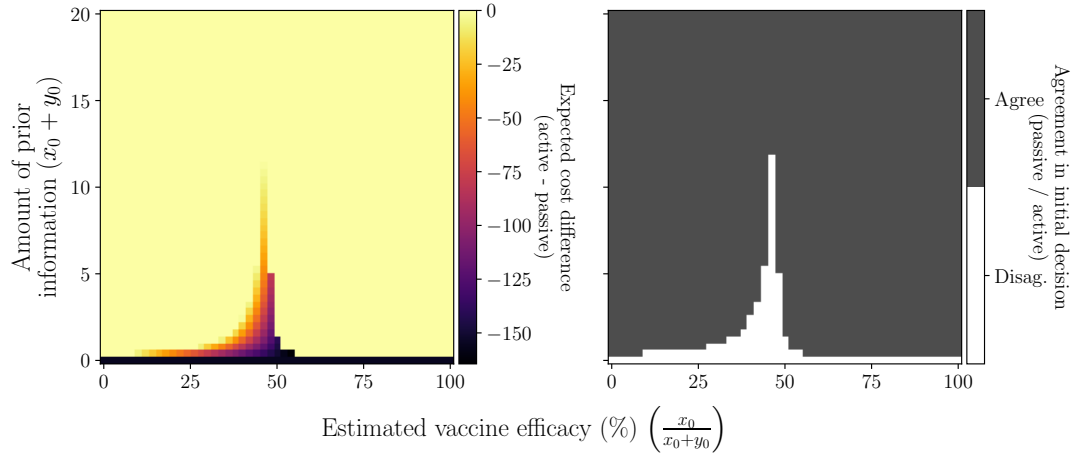 20
15
10
5
0
0
25
50
75
100
Amount of prior
information (x₀ + y₀)
0
−25
−50
−75
−100
−125
−150
Expected cost difference
(active - passive)
0
25
50
75
100
Agree
Disag.
Agreement in initial decision
(passive / active)
Estimated vaccine efficacy (%) (x₀/(x₀+y₀))